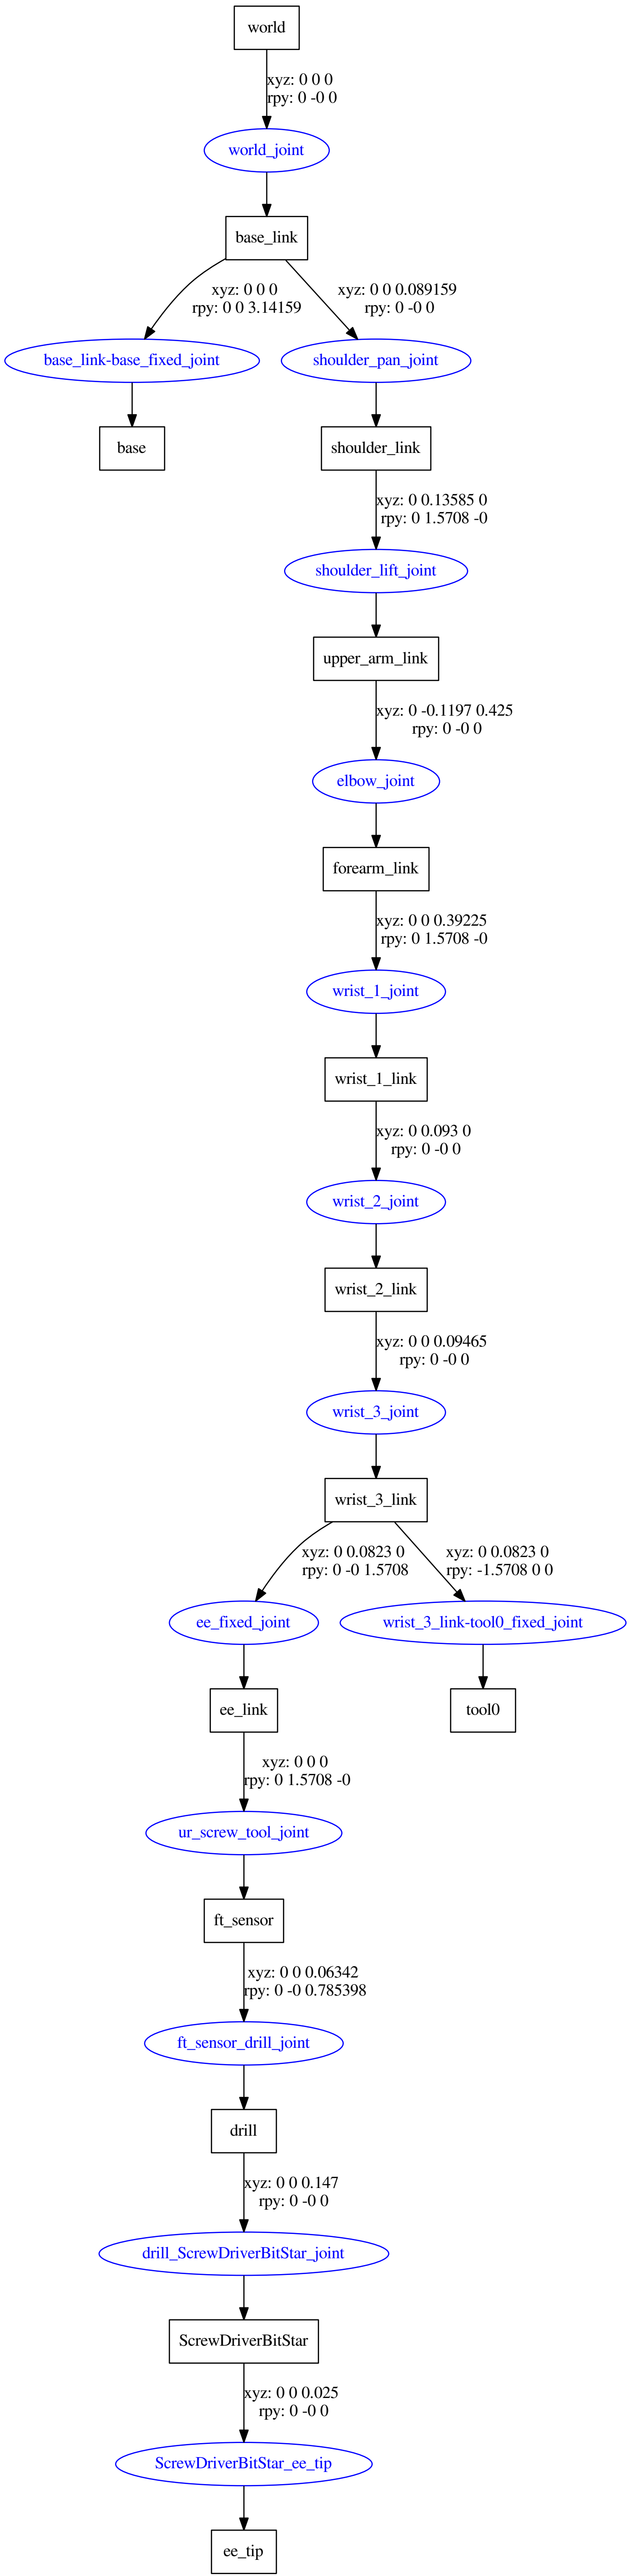 world
xyz: 0 0 0
rpy: 0 -0 0
world_joint
base_link
xyz: 0 0 0
rpy: 0 0 3.14159
xyz: 0 0 0.089159
rpy: 0 -0 0
base_link-base_fixed_joint
shoulder_pan_joint
base
shoulder_link
xyz: 0 0.13585 0
rpy: 0 1.5708 -0
shoulder_lift_joint
upper_arm_link
xyz: 0 -0.1197 0.425
rpy: 0 -0 0
elbow_joint
forearm_link
xyz: 0 0 0.39225
rpy: 0 1.5708 -0
wrist_1_joint
wrist_1_link
xyz: 0 0.093 0
rpy: 0 -0 0
wrist_2_joint
wrist_2_link
xyz: 0 0 0.09465
rpy: 0 -0 0
wrist_3_joint
wrist_3_link
xyz: 0 0.0823 0
rpy: 0 -0 1.5708
xyz: 0 0.0823 0
rpy: -1.5708 0 0
ee_fixed_joint
wrist_3_link-tool0_fixed_joint
ee_link
tool0
xyz: 0 0 0
rpy: 0 1.5708 -0
ur_screw_tool_joint
ft_sensor
xyz: 0 0 0.06342
rpy: 0 -0 0.785398
ft_sensor_drill_joint
drill
xyz: 0 0 0.147
rpy: 0 -0 0
drill_ScrewDriverBitStar_joint
ScrewDriverBitStar
xyz: 0 0 0.025
rpy: 0 -0 0
ScrewDriverBitStar_ee_tip
ee_tip